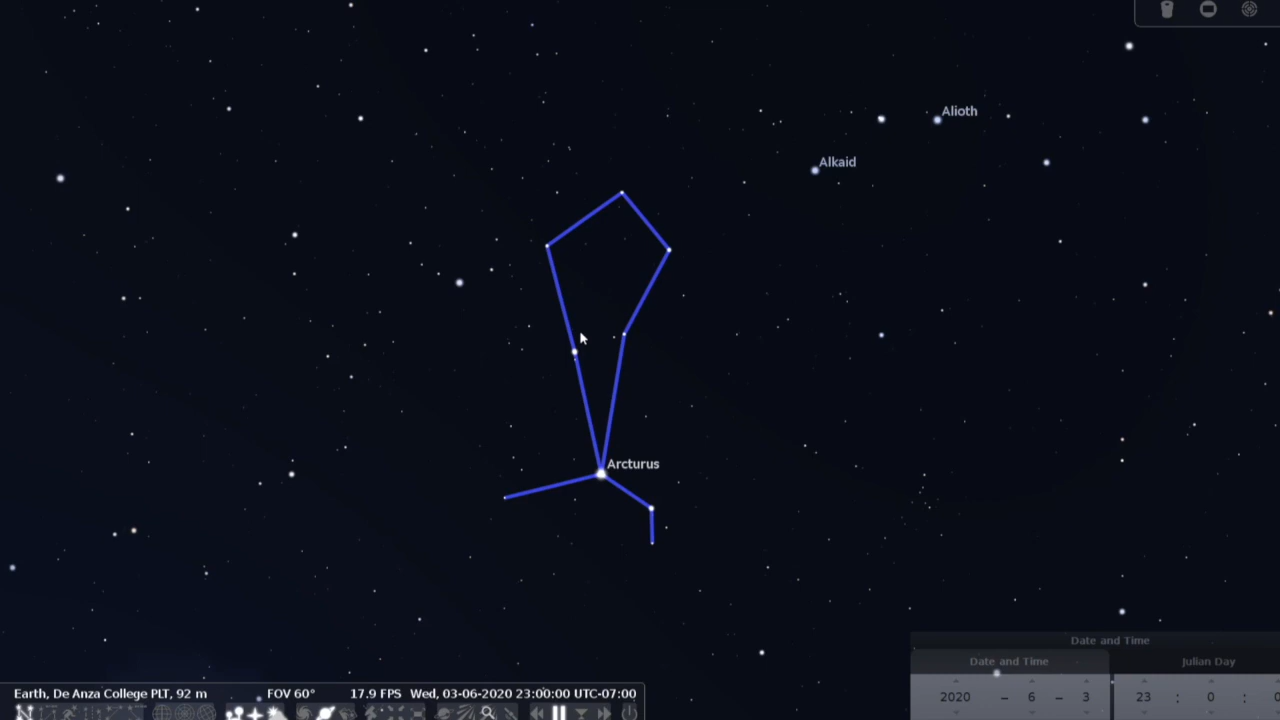 Alioth
Alkaid
Arcturus
Date and Time
Date and Time Julian Day
2020 – 6 – 3 23 : 0 : 0
Earth, De Anza College PLT, 92 m FOV 60° 17.9 FPS Wed, 03-06-2020 23:00:00 UTC-07:00